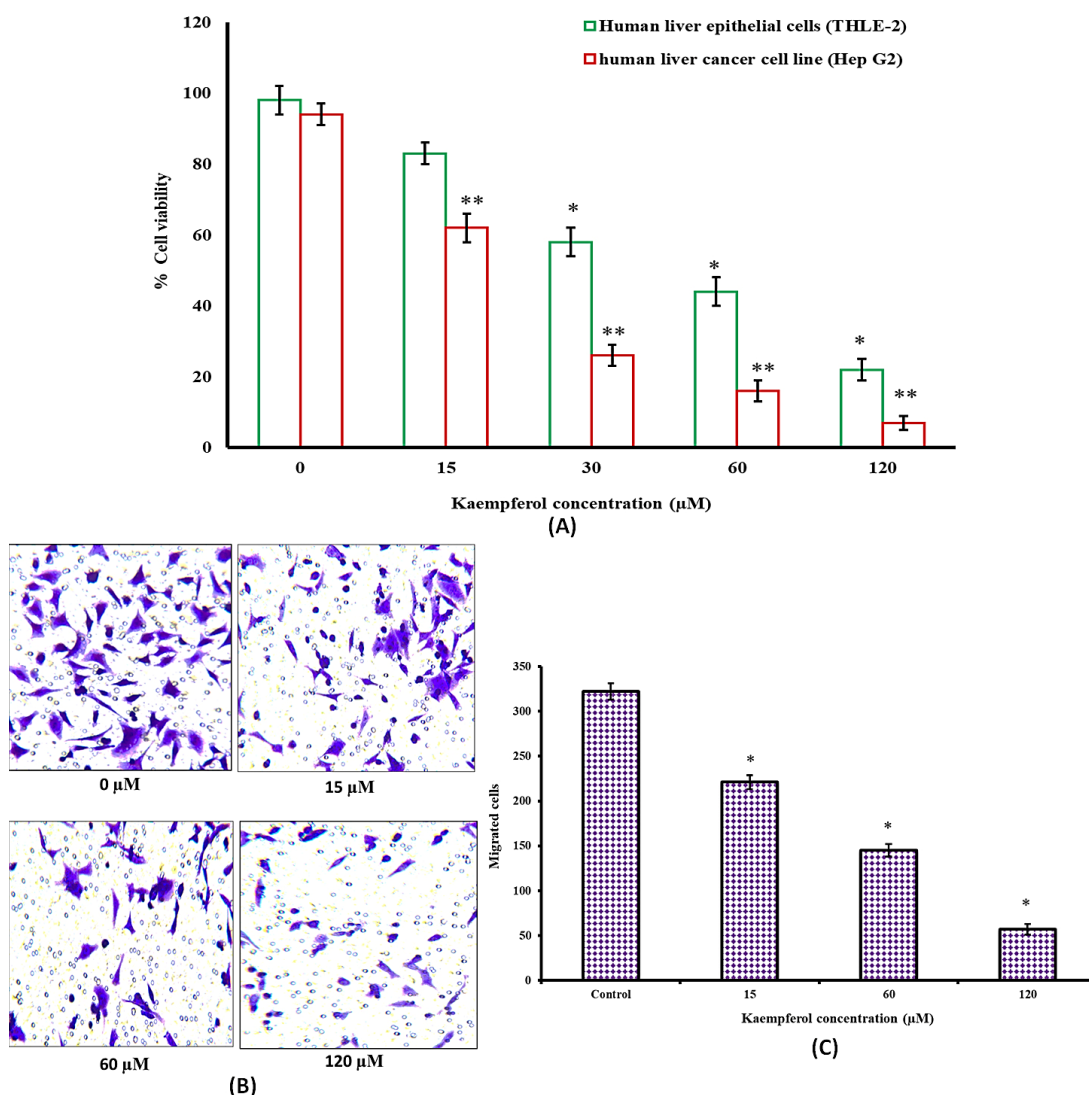 120
100
80
60
40
20
0
% Cell viability
Human liver epithelial cells (THLE-2)
human liver cancer cell line (Hep G2)
**
*
**
*
**
*
**
0 15 30 60 120
Kaempferol concentration (µM)
(A)
0 µM 15 µM
60 µM 120 µM
(B)
350
300
250
200
150
100
50
0
Migrated cells
*
*
*
Control 15 60 120
Kaempferol concentration (µM)
(C)